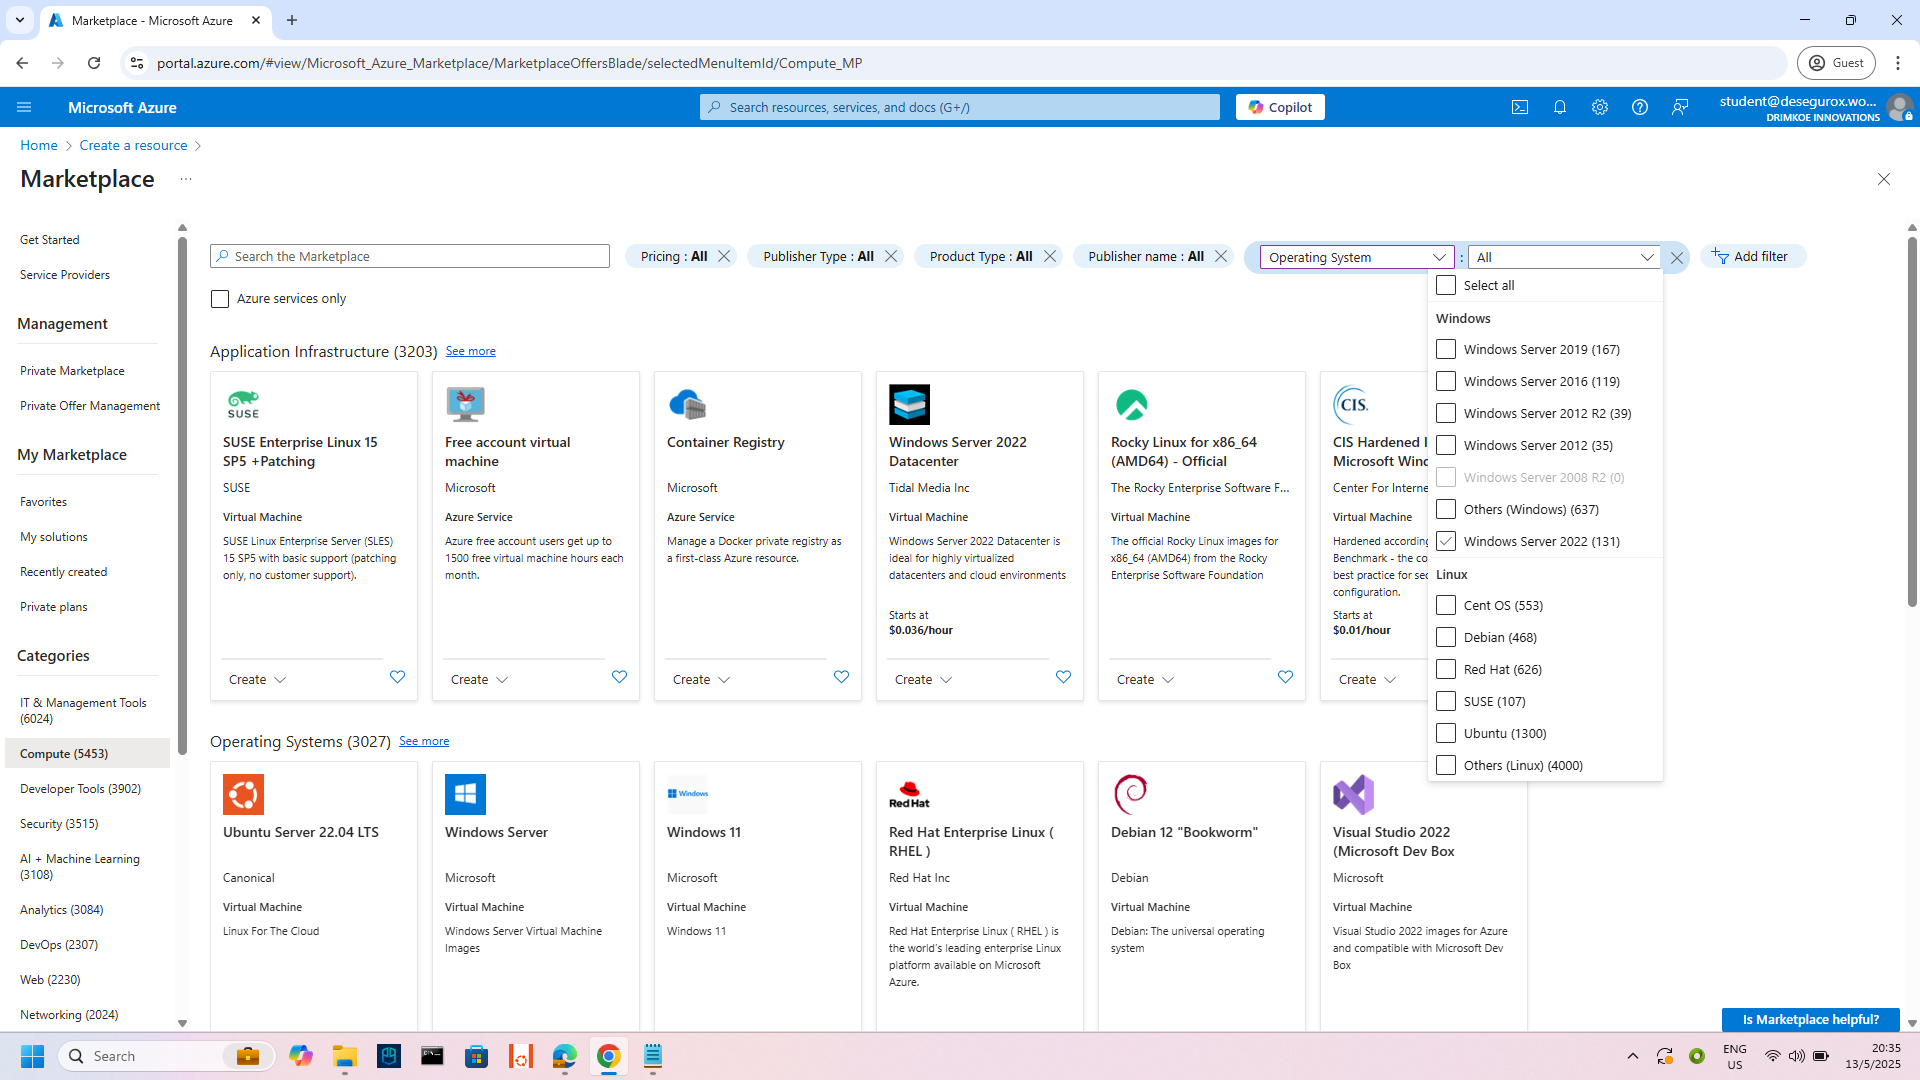 Marketplace - Microsoft Azure
portal.azure.com/#view/Microsoft_Azure_Marketplace/MarketplaceOffersBlade/selectedMenuItemId/Compute_MP
Guest
Microsoft Azure
Search resources, services, and docs (G+/)
Copilot
student@desegurox.wo...
DRIMKOE INNOVATIONS
Home
Create a resource
Marketplace
...
Get Started
Service Providers
Management
Private Marketplace
Private Offer Management
My Marketplace
Favorites
My solutions
Recently created
Private plans
Categories
IT & Management Tools
(6024)
Compute (5453)
Developer Tools (3902)
Security (3515)
AI + Machine Learning
(3108)
Analytics (3084)
DevOps (2307)
Web (2230)
Networking (2024)
Search the Marketplace
Pricing : All
Publisher Type : All
Product Type : All
Publisher name : All
Operating System : All
Add filter
Azure services only
Select all
Windows
Windows Server 2019 (167)
Windows Server 2016 (119)
Windows Server 2012 R2 (39)
Windows Server 2012 (35)
Windows Server 2008 R2 (0)
Others (Windows) (637)
Windows Server 2022 (131)
Linux
Cent OS (553)
Debian (468)
Red Hat (626)
SUSE (107)
Ubuntu (1300)
Others (Linux) (4000)
Application Infrastructure (3203) See more
SUSE
SUSE Enterprise Linux 15
SP5 +Patching
SUSE
Virtual Machine
SUSE Linux Enterprise Server (SLES)
15 SP5 with basic support (patching
only, no customer support).
Create
Free account virtual
machine
Microsoft
Azure Service
Azure free account users get up to
1500 free virtual machine hours each
month.
Create
Container Registry
Microsoft
Azure Service
Manage a Docker private registry as
a first-class Azure resource.
Create
Windows Server 2022
Datacenter
Tidal Media Inc
Virtual Machine
Windows Server 2022 Datacenter is
ideal for highly virtualized
datacenters and cloud environments
Starts at
$0.036/hour
Create
Rocky Linux for x86_64
(AMD64) - Official
The Rocky Enterprise Software F...
Virtual Machine
The official Rocky Linux images for
x86_64 (AMD64) from the Rocky
Enterprise Software Foundation
Create
CIS.
CIS Hardened I
Microsoft Wind
Center For Interne
Virtual Machine
Hardened according
Benchmark - the co
best practice for sec
configuration.
Starts at
$0.01/hour
Create
Operating Systems (3027) See more
Ubuntu Server 22.04 LTS
Canonical
Virtual Machine
Linux For The Cloud
Windows Server
Microsoft
Virtual Machine
Windows Server Virtual Machine
Images
Windows
Windows 11
Microsoft
Virtual Machine
Windows 11
Red Hat
Red Hat Enterprise Linux (
RHEL )
Red Hat Inc
Virtual Machine
Red Hat Enterprise Linux ( RHEL ) is
the world's leading enterprise Linux
platform available on Microsoft
Azure.
Debian 12 "Bookworm"
Debian
Virtual Machine
Debian: The universal operating
system
Visual Studio 2022
(Microsoft Dev Box
Microsoft
Virtual Machine
Visual Studio 2022 images for Azure
and compatible with Microsoft Dev
Box
Is Marketplace helpful?
Search
ENG
US
20:35
13/5/2025